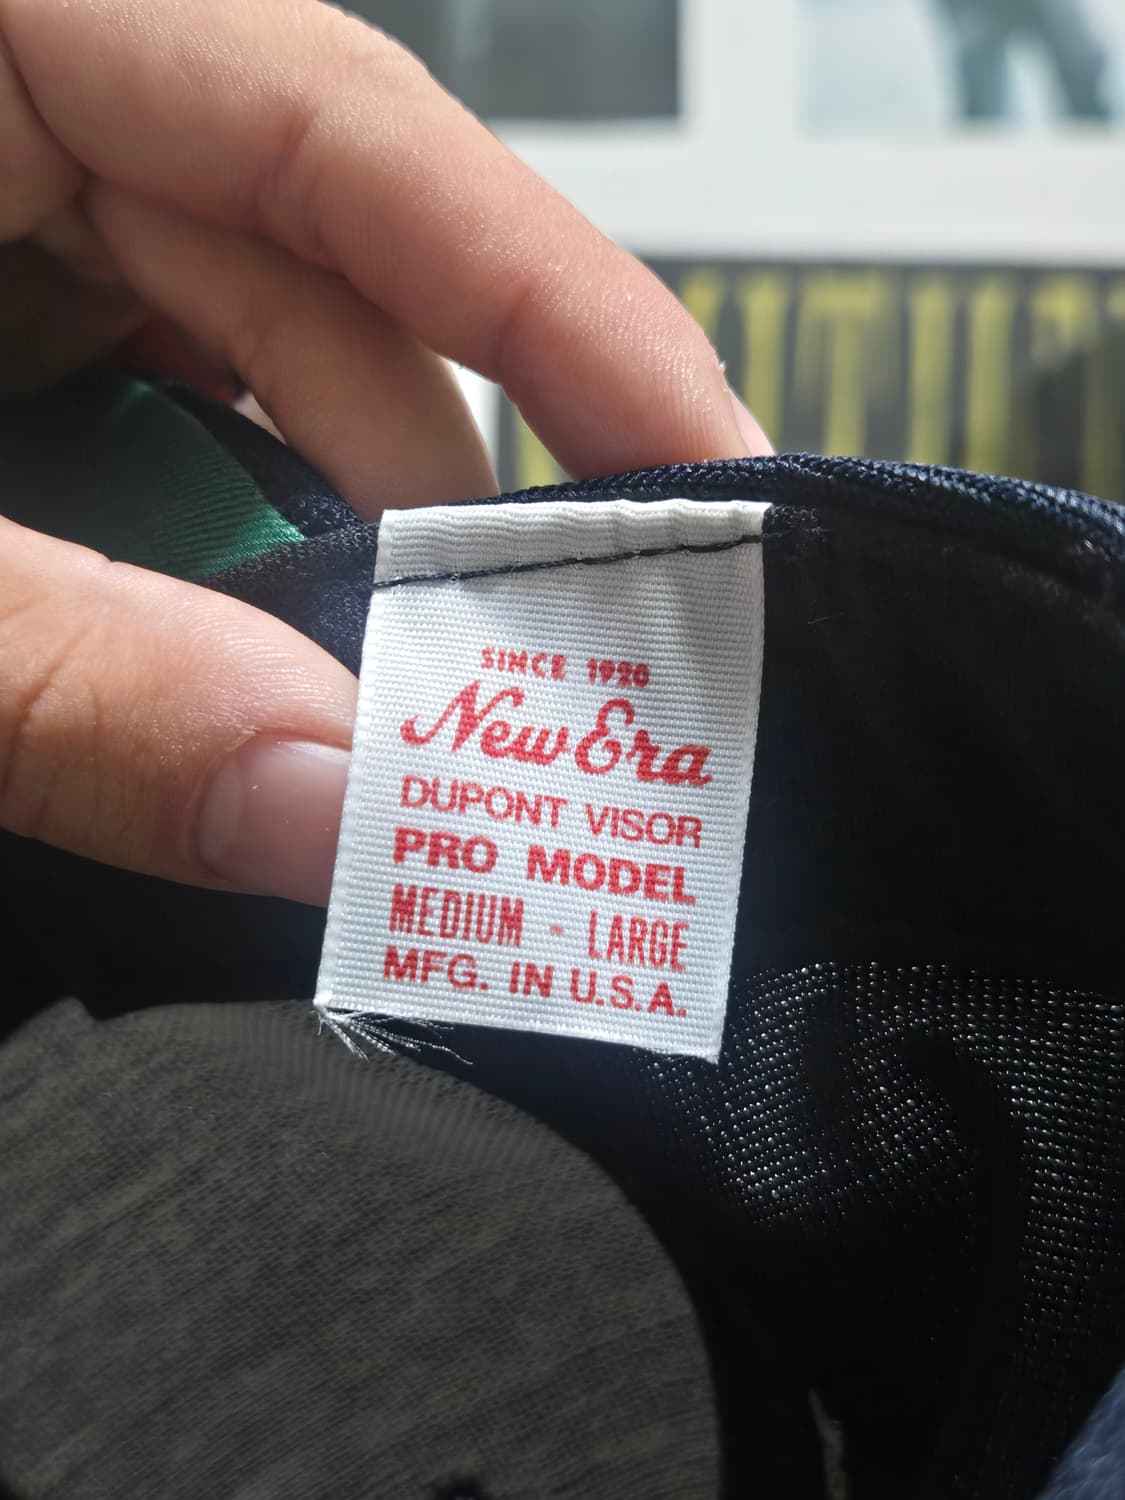 SINCE 1920
New Era
DUPONT VISOR
PRO MODEL
MEDIUM - LARGE
MFG. IN U.S.A.